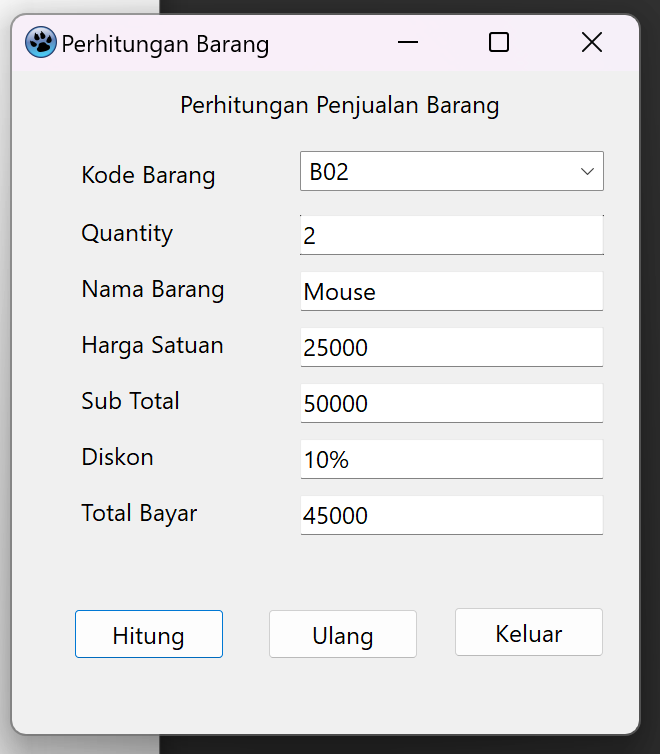 Perhitungan Barang
Perhitungan Penjualan Barang
Kode Barang B02
Quantity 2
Nama Barang Mouse
Harga Satuan 25000
Sub Total 50000
Diskon 10%
Total Bayar 45000
Hitung Ulang Keluar